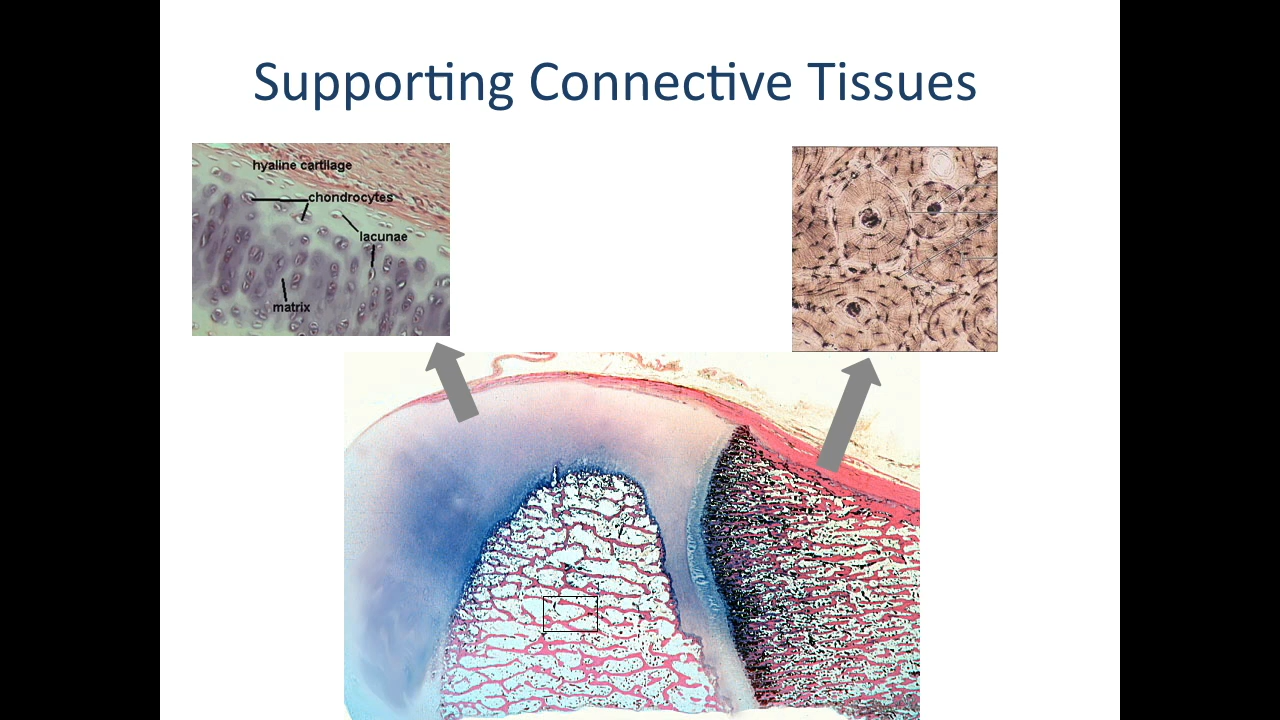 Supporting Connective Tissues
hyaline cartilage
chondrocytes
lacunae
matrix